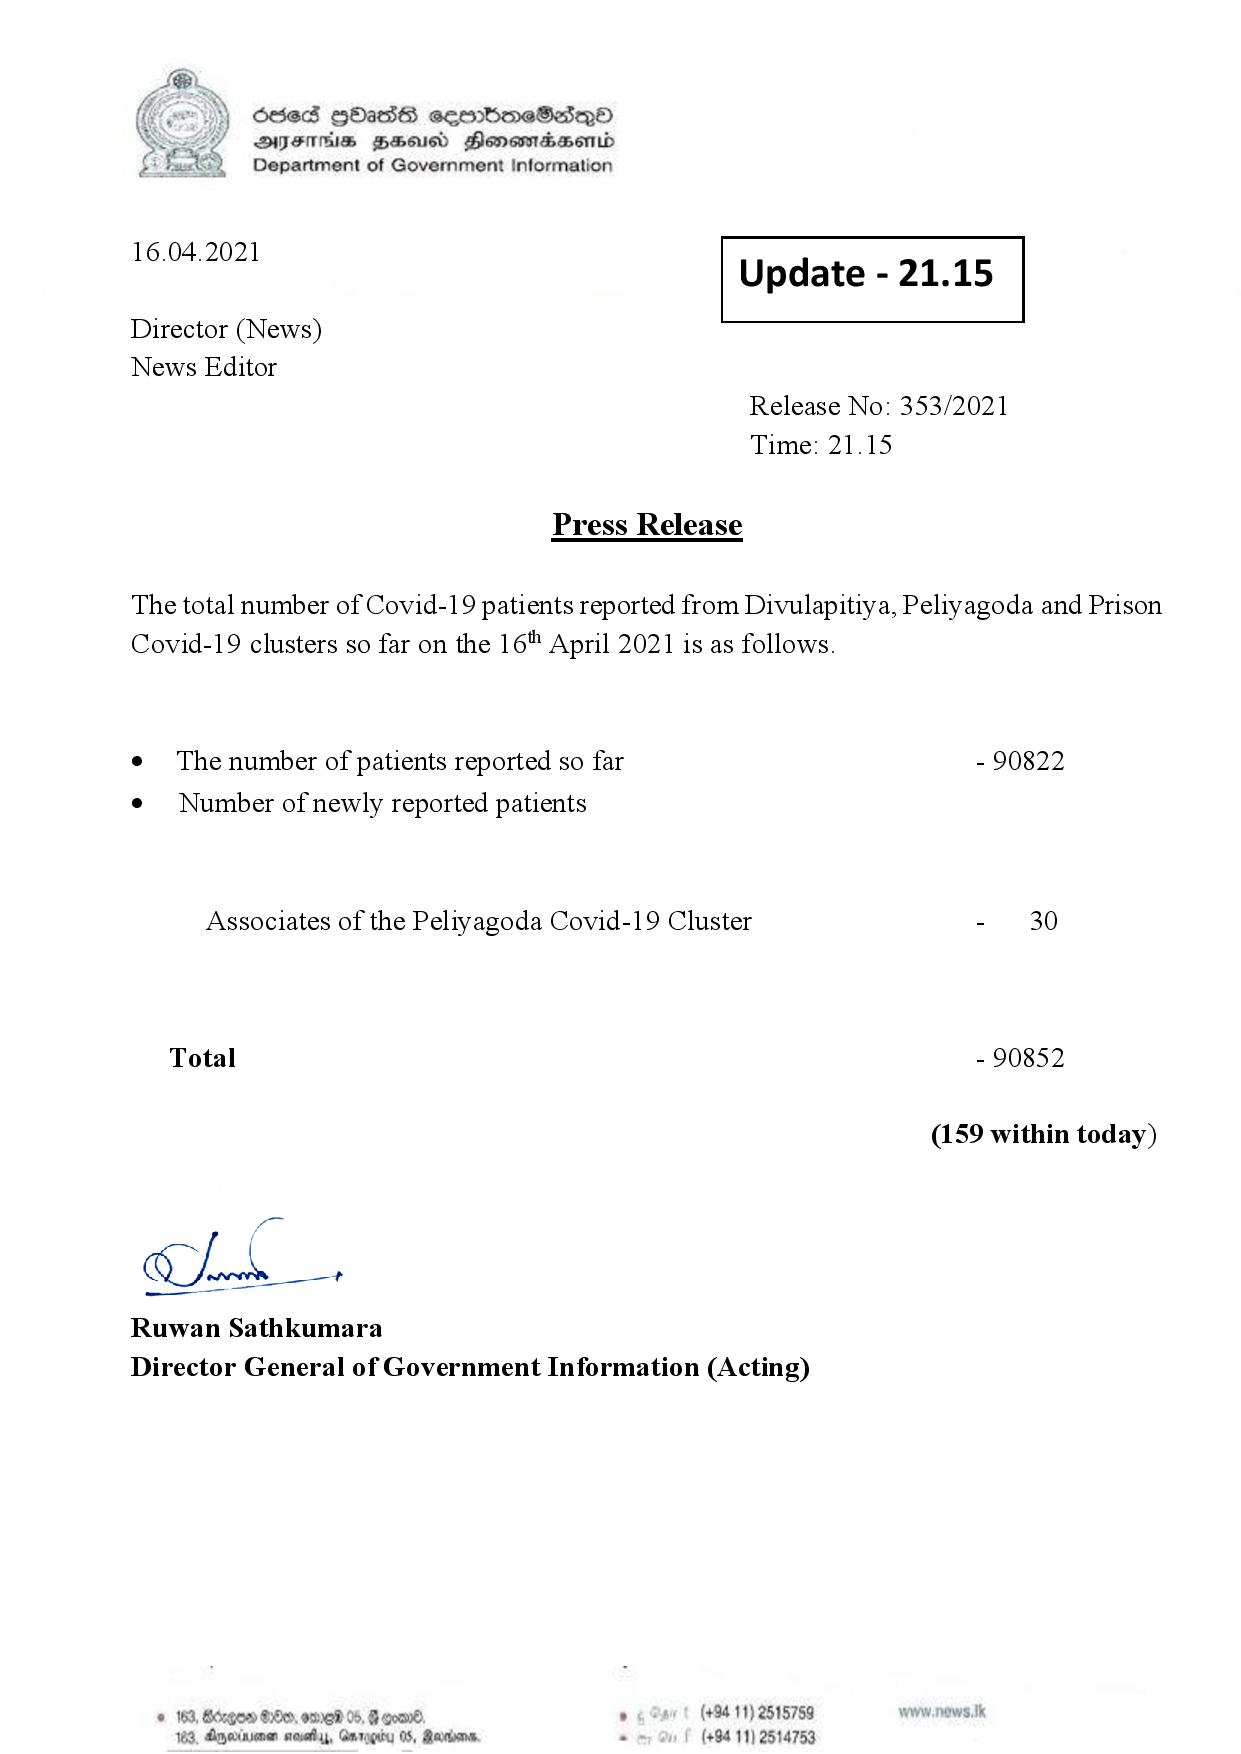 රජයේ ප්‍රවෘත්ති දෙපාර්තමේන්තුව
அரசாங்க தகவல் திணைக்களம்
Department of Government Information
16.04.2021
Update - 21.15
Director (News)
News Editor
Release No: 353/2021
Time: 21.15
Press Release
The total number of Covid-19 patients reported from Divulapitiya, Peliyagoda and Prison
Covid-19 clusters so far on the 16th April 2021 is as follows.
• The number of patients reported so far - 90822
• Number of newly reported patients
Associates of the Peliyagoda Covid-19 Cluster - 30
Total - 90852
(159 within today)
Ruwan Sathkumara
Director General of Government Information (Acting)
163, කිරුලපන මාවත, කොළඹ 05, ශ්‍රී ලංකාව.
163, கிருலப்பனை எவனியூ, கொழும்பு 05, இலங்கை.
(+94 11) 2515759
(+94 11) 2514753
www.news.lk